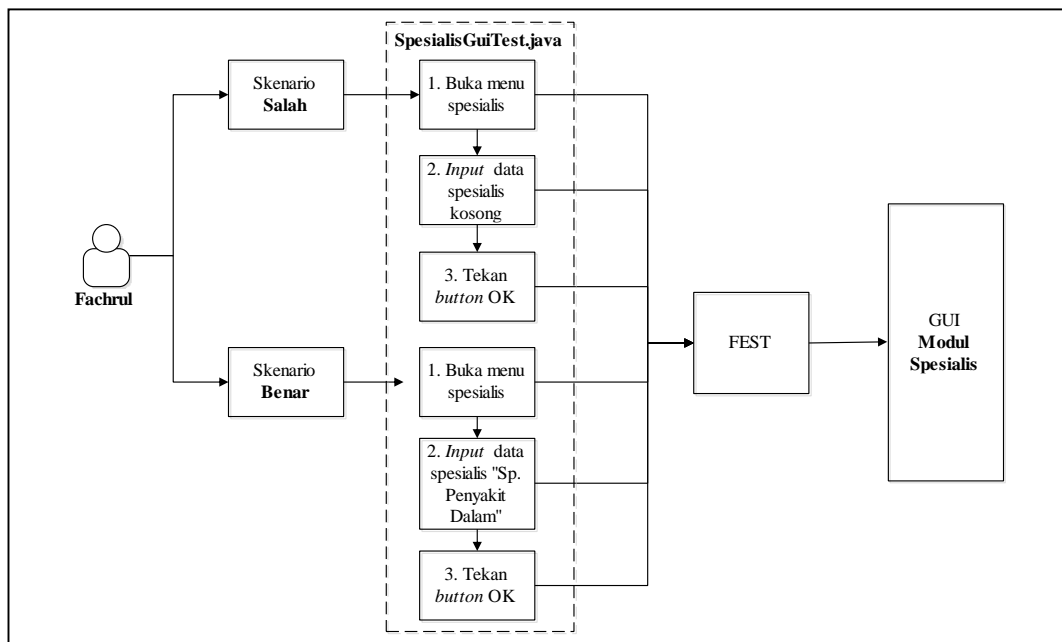 SpesialisGuiTest.java
Skenario
Salah
1. Buka menu
spesialis
2. Input data
spesialis
kosong
3. Tekan
button OK
Fachrul
Skenario
Benar
1. Buka menu
spesialis
2. Input data
spesialis "Sp.
Penyakit
Dalam"
3. Tekan
button OK
FEST
GUI
Modul
Spesialis